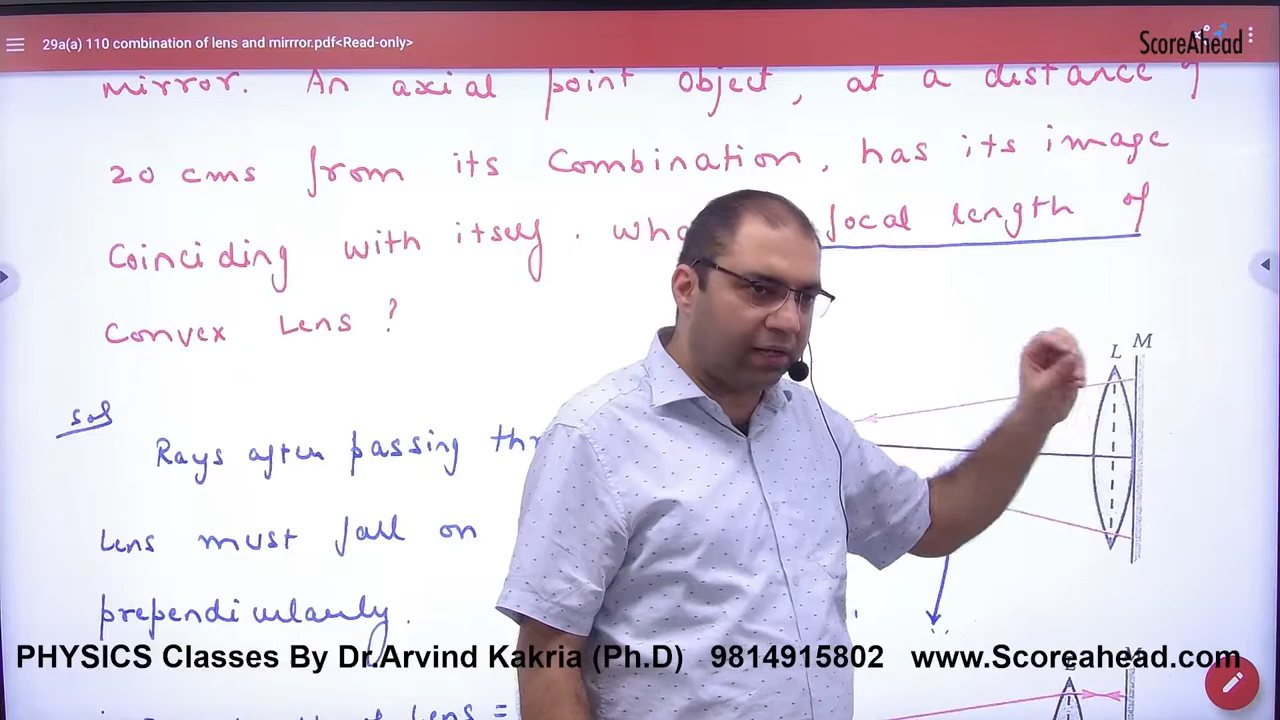 29a(a) 110 combination of lens and mirrror.pdf<Read-only>
ScoreAhead
mirror. An axial point object, at a distance of
20 cms from its combination, has its image
coinciding with itself. focal length of
convex lens ?
Sol
Rays after passing
lens must fall on
prependicularly.
L M
PHYSICS Classes By Dr.Arvind Kakria (Ph.D) 9814915802 www.Scoreahead.com
of Lens =